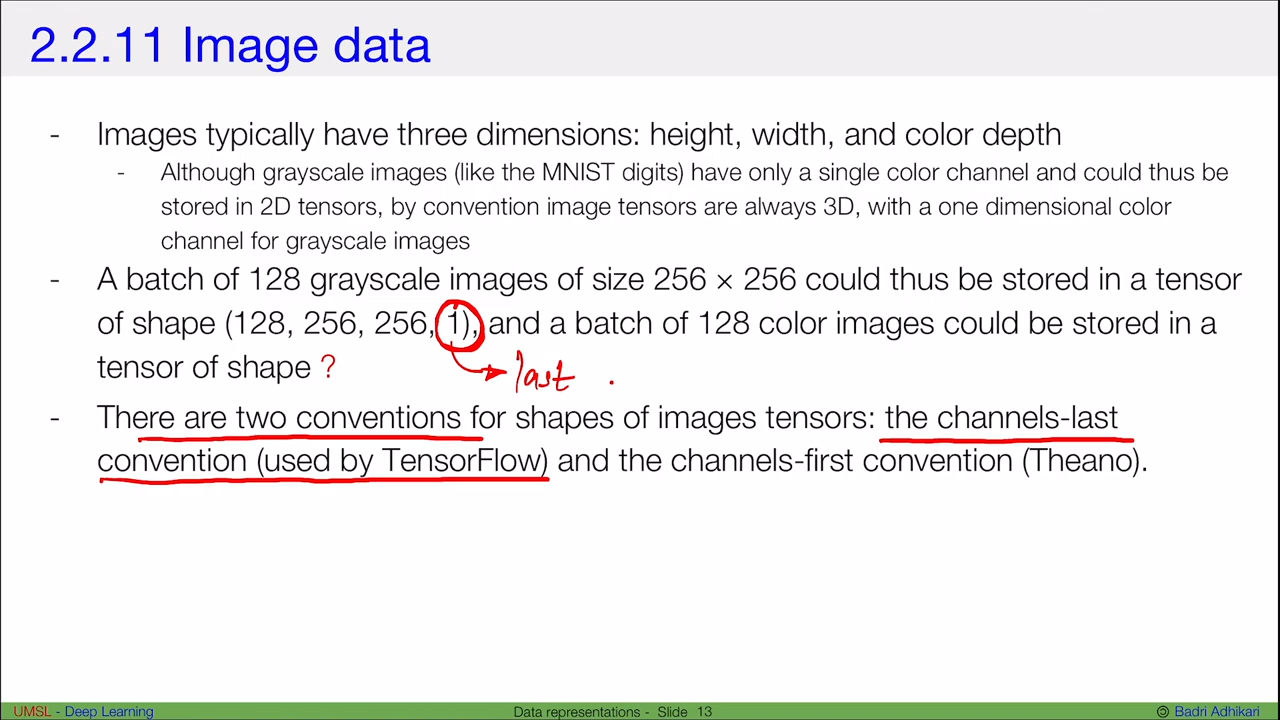 2.2.11 Image data
- Images typically have three dimensions: height, width, and color depth
- Although grayscale images (like the MNIST digits) have only a single color channel and could thus be
stored in 2D tensors, by convention image tensors are always 3D, with a one dimensional color
channel for grayscale images
- A batch of 128 grayscale images of size 256 × 256 could thus be stored in a tensor
of shape (128, 256, 256, 1), and a batch of 128 color images could be stored in a
tensor of shape ?
last
- There are two conventions for shapes of images tensors: the channels-last
convention (used by TensorFlow) and the channels-first convention (Theano).
UMSL - Deep Learning
Data representations - Slide 13
© Badri Adhikari